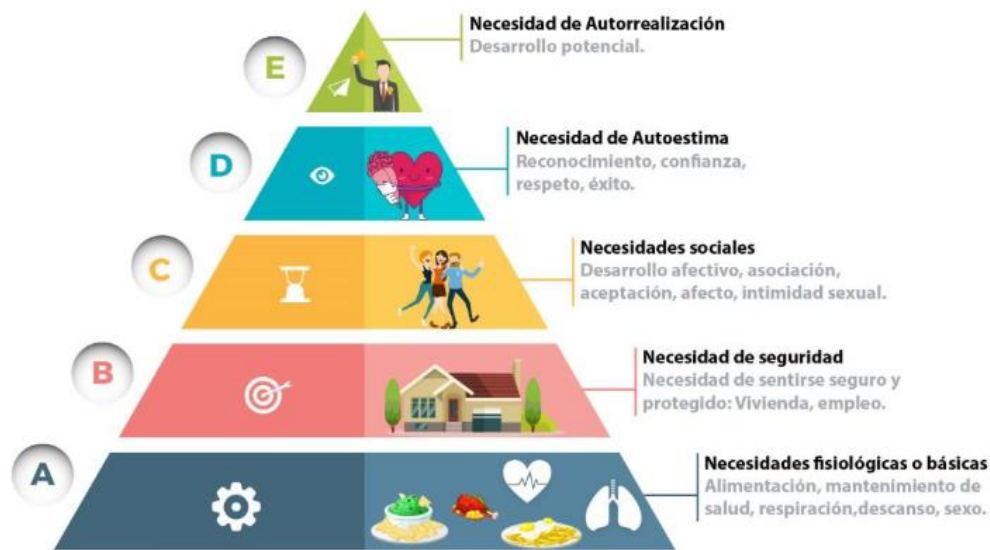 E
Necesidad de Autorrealización
Desarrollo potencial.
D
Necesidad de Autoestima
Reconocimiento, confianza,
respeto, éxito.
C
Necesidades sociales
Desarrollo afectivo, asociación,
aceptación, afecto, intimidad sexual.
B
Necesidad de seguridad
Necesidad de sentirse seguro y
protegido: Vivienda, empleo.
A
Necesidades fisiológicas o básicas
Alimentación, mantenimiento de
salud, respiración,descanso, sexo.